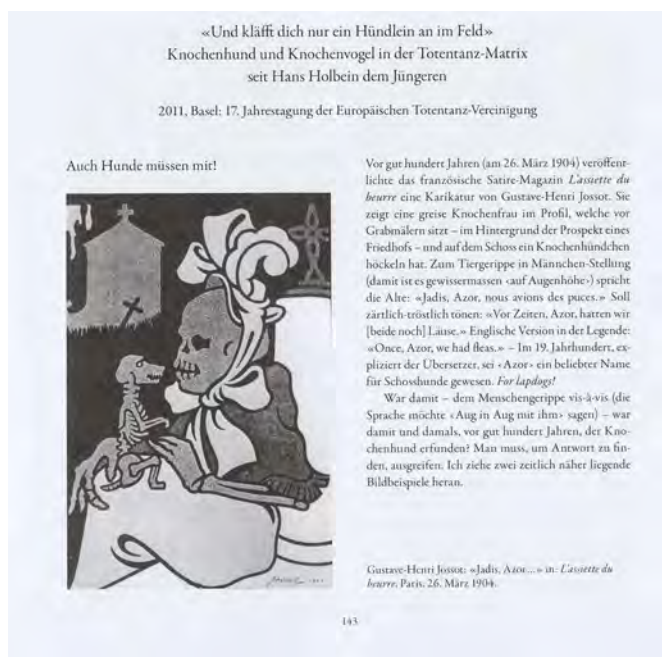 «Und kläfft dich nur ein Hündlein an im Feld»
Knochenhund und Knochenvogel in der Totentanz-Matrix
seit Hans Holbein dem Jüngeren
2011, Basel: 17. Jahrestagung der Europäischen Totentanz-Vereinigung
Auch Hunde müssen mit!
Vor gut hundert Jahren (am 26. März 1904) veröffent-
lichte das französische Satire-Magazin L'assiette du
beurre eine Karikatur von Gustave-Henri Jossot. Sie
zeigt eine greise Knochenfrau im Profil, welche vor
Grabmälern sitzt – im Hintergrund der Prospekt eines
Friedhofs – und auf dem Schoss ein Knochenhündchen
höckeln hat. Zum Tiergerippe in Männchen-Stellung
(damit ist es gewissermassen ‹auf Augenhöhe›) spricht
die Alte: «Jadis, Azor, nous avions des puces.» Soll
zärtlich-tröstlich tönen: «Vor Zeiten, Azor, hatten wir
[beide noch] Läuse.» Englische Version in der Legende:
«Once, Azor, we had fleas.» – Im 19. Jahrhundert, ex-
pliziert der Übersetzer, sei ‹Azor› ein beliebter Name
für Schosshunde gewesen. For lapdogs!
War damit – dem Menschengerippe vis-à-vis (die
Sprache möchte ‹Aug in Aug mit ihm› sagen) – war
damit und damals, vor gut hundert Jahren, der Kno-
chenhund erfunden? Man muss, um Antwort zu fin-
den, ausgreifen. Ich ziehe zwei zeitlich näher liegende
Bildbeispiele heran.
Gustave-Henri Jossot: «Jadis, Azor...» in: L'assiette du
beurre, Paris, 26. März 1904.
143